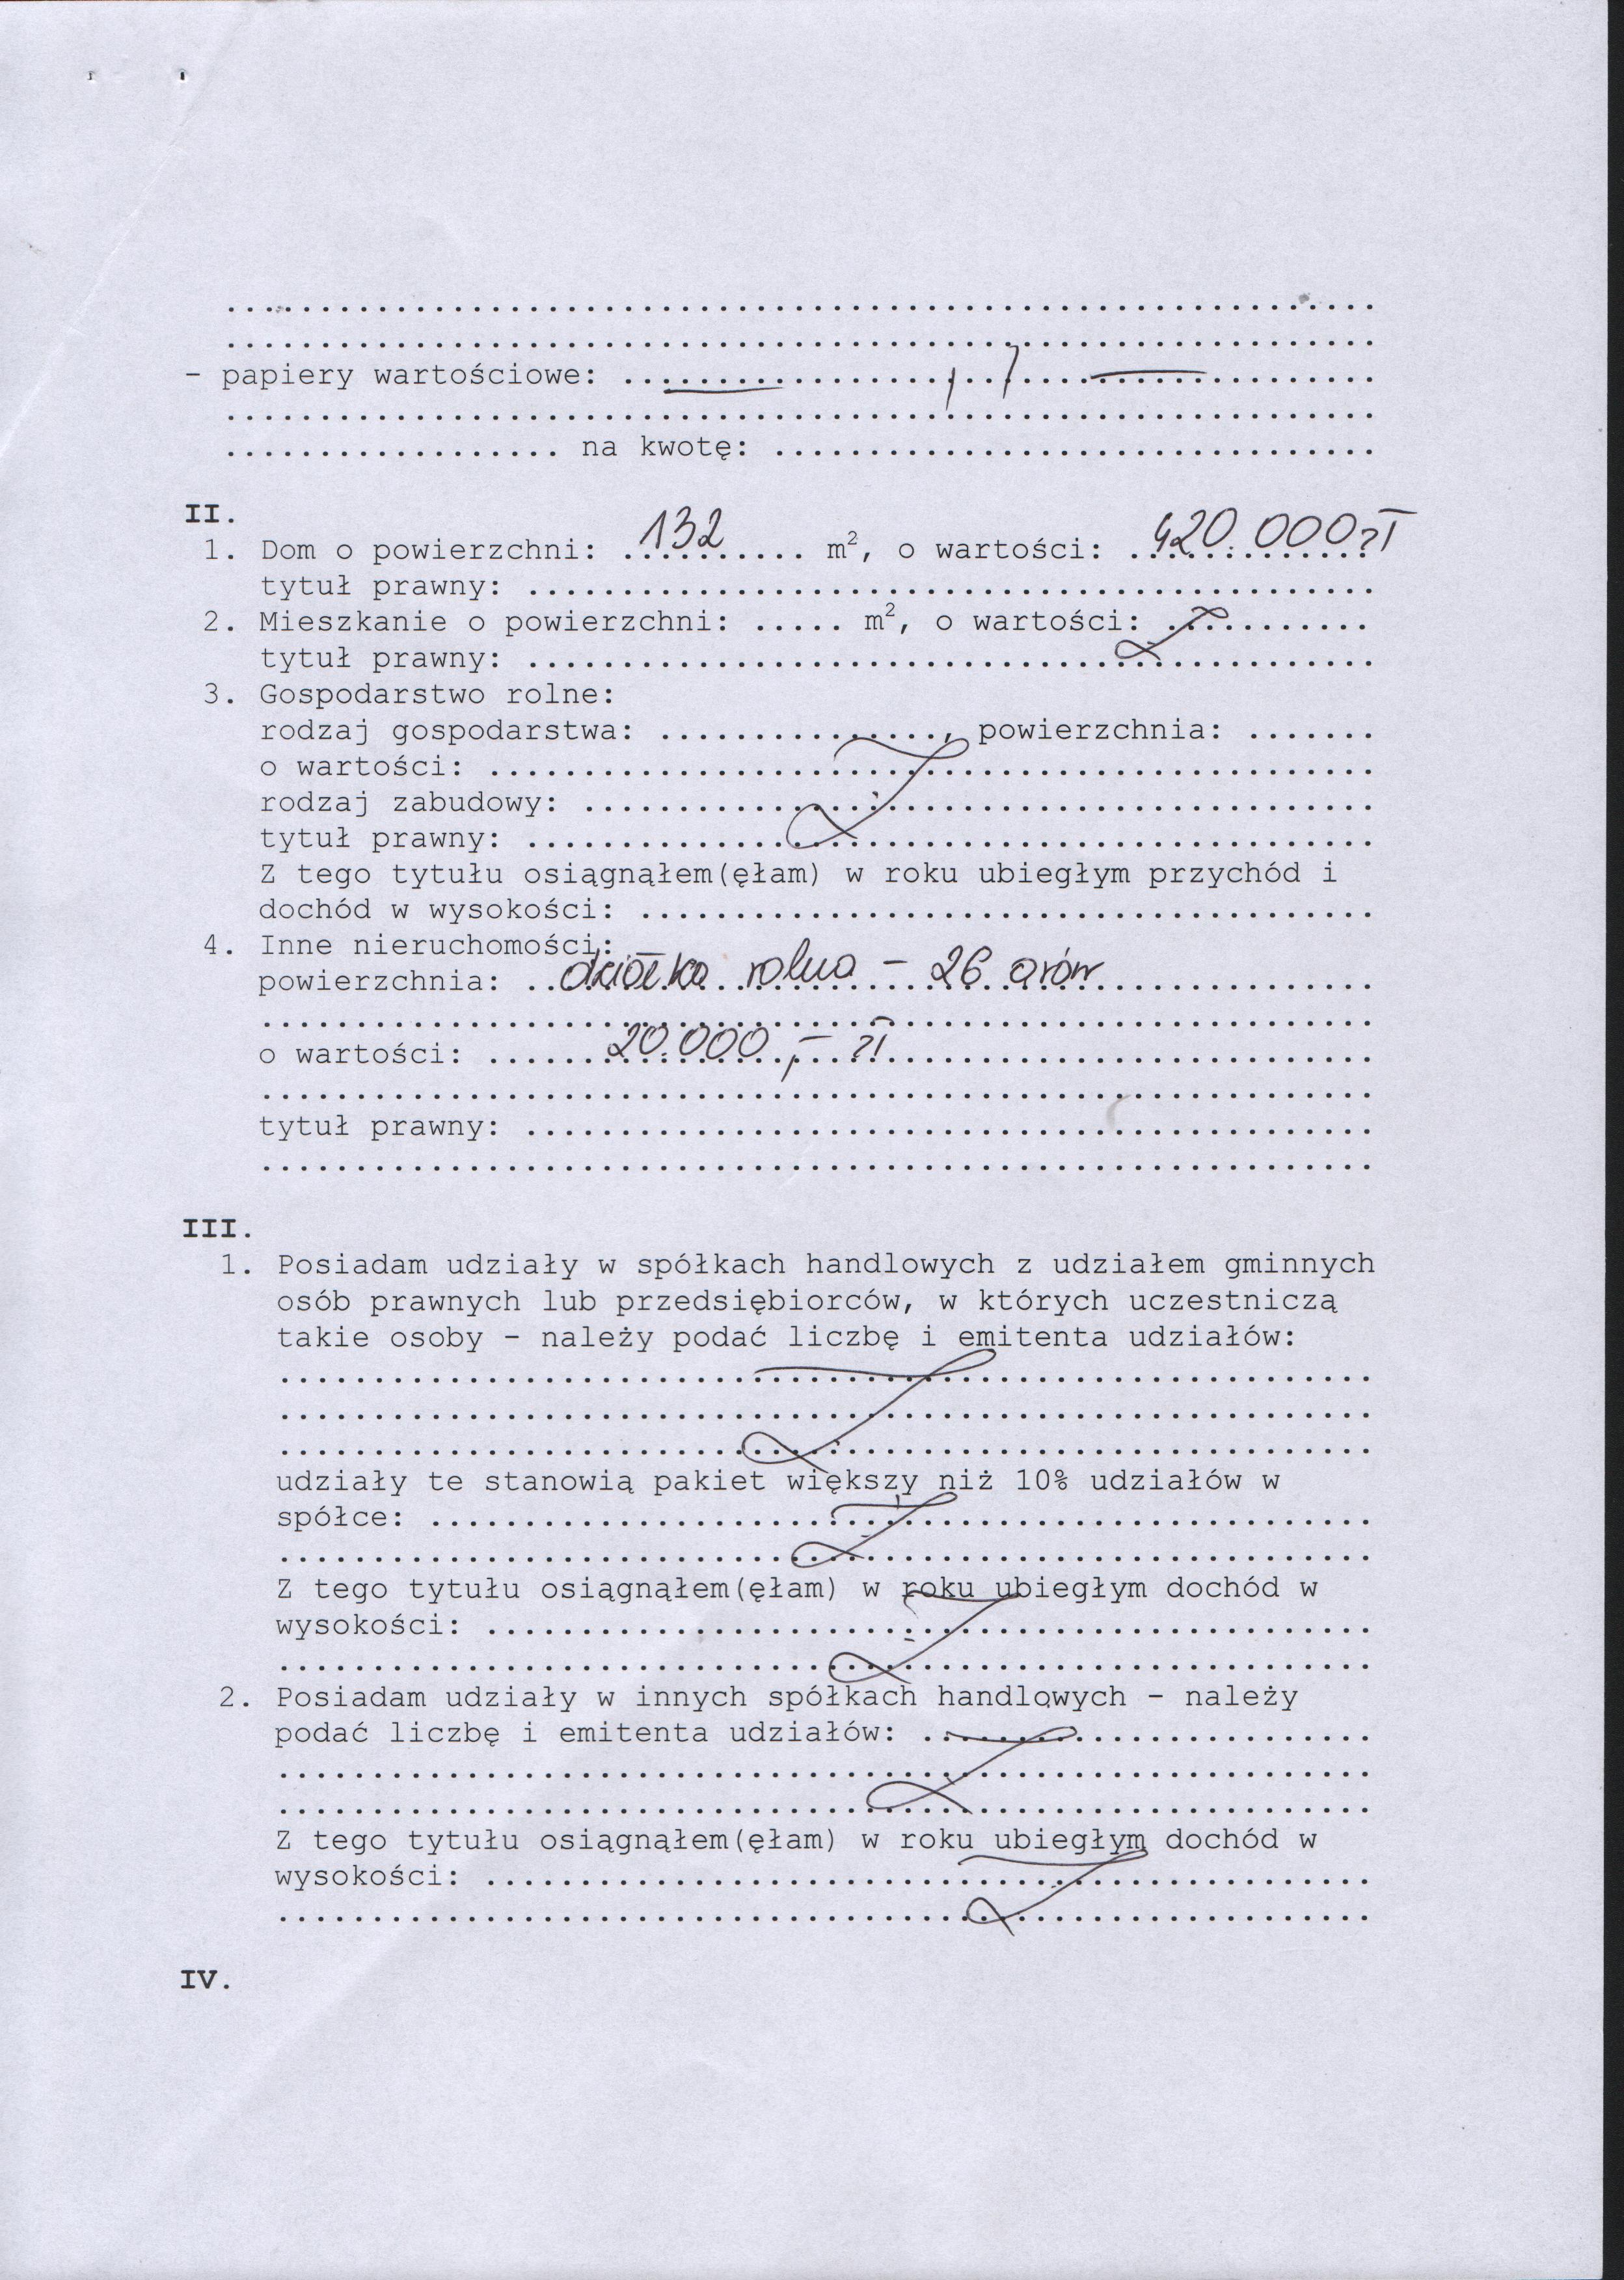 - papiery wartościowe: ..........
.................. na kwotę: ..........
II.
1. Dom o powierzchni: 132 m², o wartości: 420.000 zł
tytuł prawny: ..........
2. Mieszkanie o powierzchni: ..... m², o wartości: ..........
tytuł prawny: ..........
3. Gospodarstwo rolne:
rodzaj gospodarstwa: .........., powierzchnia: .......
o wartości: ..........
rodzaj zabudowy: ..........
tytuł prawny: ..........
Z tego tytułu osiągnąłem(ęłam) w roku ubiegłym przychód i
dochód w wysokości: ..........
4. Inne nieruchomości:
powierzchnia: działka rolna - 26 arów
o wartości: 20.000,- zł
tytuł prawny: ..........
III.
1. Posiadam udziały w spółkach handlowych z udziałem gminnych
osób prawnych lub przedsiębiorców, w których uczestniczą
takie osoby - należy podać liczbę i emitenta udziałów:
udziały te stanowią pakiet większy niż 10% udziałów w
spółce: ..........
Z tego tytułu osiągnąłem(ęłam) w roku ubiegłym dochód w
wysokości: ..........
2. Posiadam udziały w innych spółkach handlowych - należy
podać liczbę i emitenta udziałów: ..........
Z tego tytułu osiągnąłem(ęłam) w roku ubiegłym dochód w
wysokości: ..........
IV.